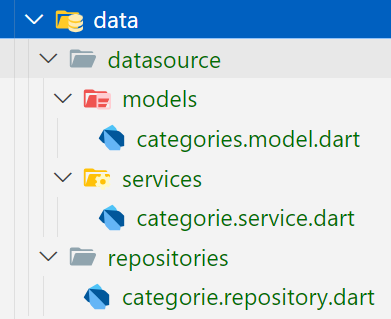 data
datasource
models
categories.model.dart
services
categorie.service.dart
repositories
categorie.repository.dart